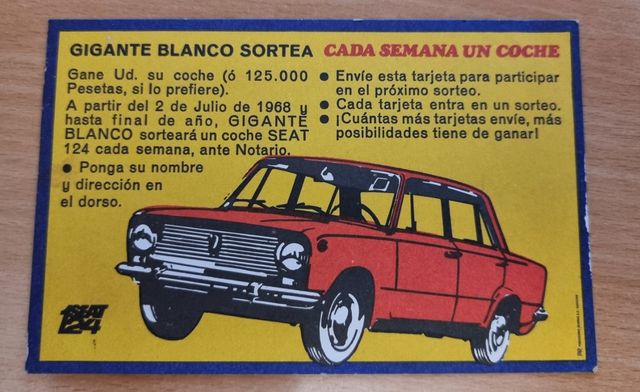 GIGANTE BLANCO SORTEA CADA SEMANA UN COCHE
Gane Ud. su coche (ó 125.000
Pesetas, si lo prefiere).
A partir del 2 de Julio de 1968 y
hasta final de año, GIGANTE
BLANCO sorteará un coche SEAT
124 cada semana, ante Notario.
● Ponga su nombre
y dirección en
el dorso.
● Envíe esta tarjeta para participar
en el próximo sorteo.
● Cada tarjeta entra en un sorteo.
● ¡Cuántas más tarjetas envíe, más
posibilidades tiene de ganar!
SEAT
124